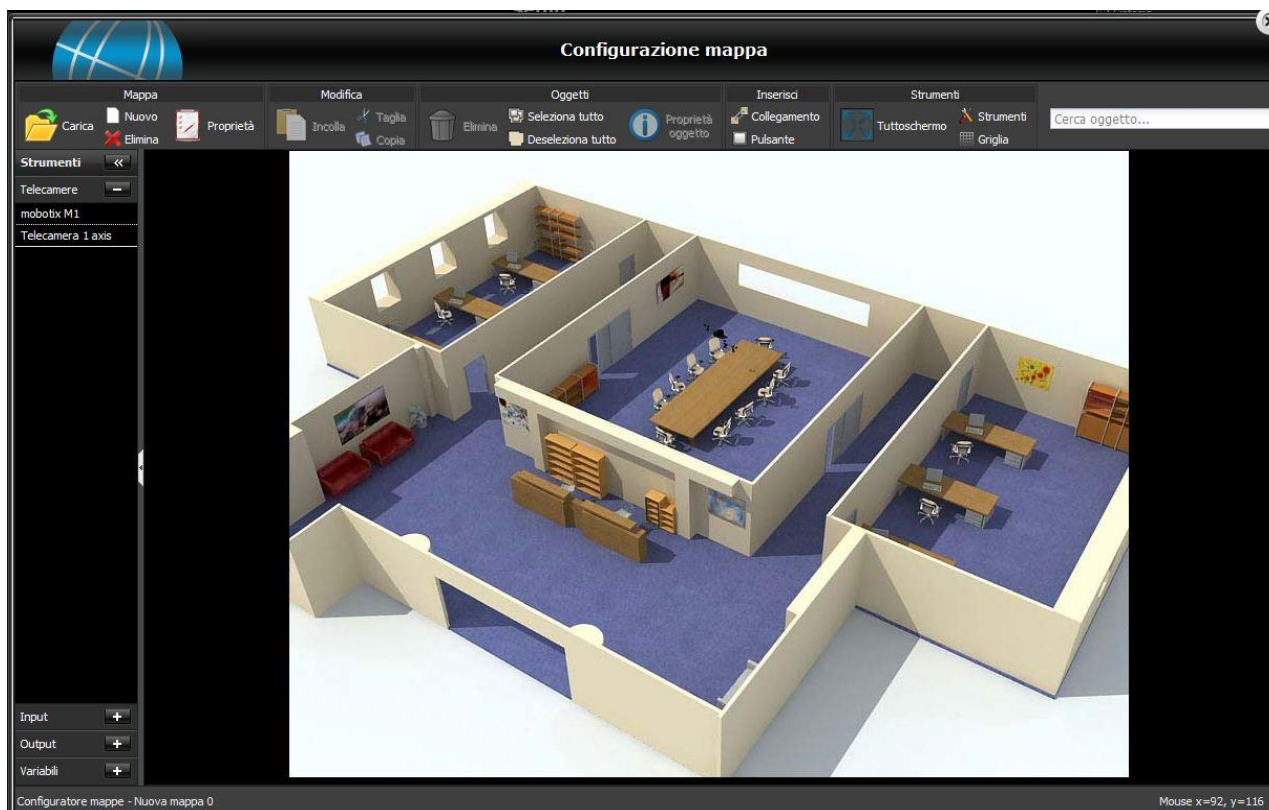 Configurazione mappa
Mappa
Modifica
Oggetti
Inserisci
Strumenti
Carica
Nuovo
Elimina
Proprietà
Incolla
Taglia
Copia
Elimina
Seleziona tutto
Deseleziona tutto
Proprietà
oggetto
Collegamento
Pulsante
Tuttoschermo
Strumenti
Griglia
Cerca oggetto...
Strumenti
Telecamere
mobotix M1
Telecamera 1 axis
Input
Output
Variabili
Configuratore mappe - Nuova mappa 0
Mouse x=92, y=116